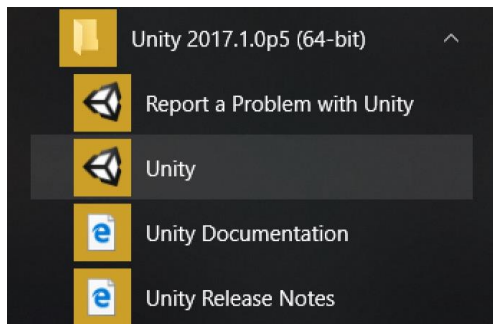 Unity 2017.1.0p5 (64-bit)
Report a Problem with Unity
Unity
Unity Documentation
Unity Release Notes